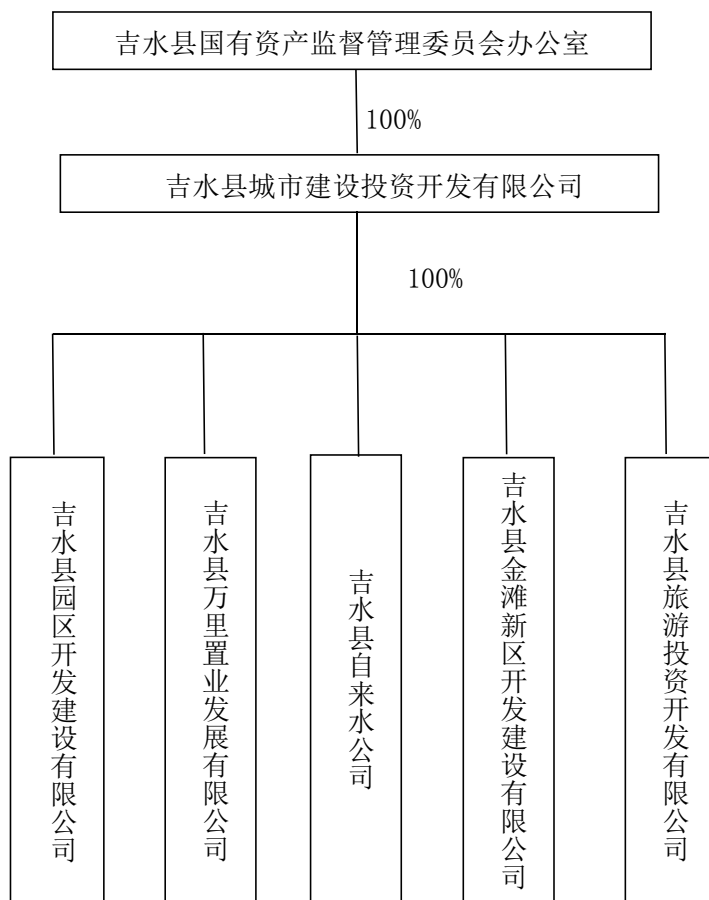 吉水县国有资产监督管理委员会办公室
100%
吉水县城市建设投资开发有限公司
100%
吉水县园区开发建设有限公司
吉水县万里置业发展有限公司
吉水县自来水公司
吉水县金滩新区开发建设有限公司
吉水县旅游投资开发有限公司